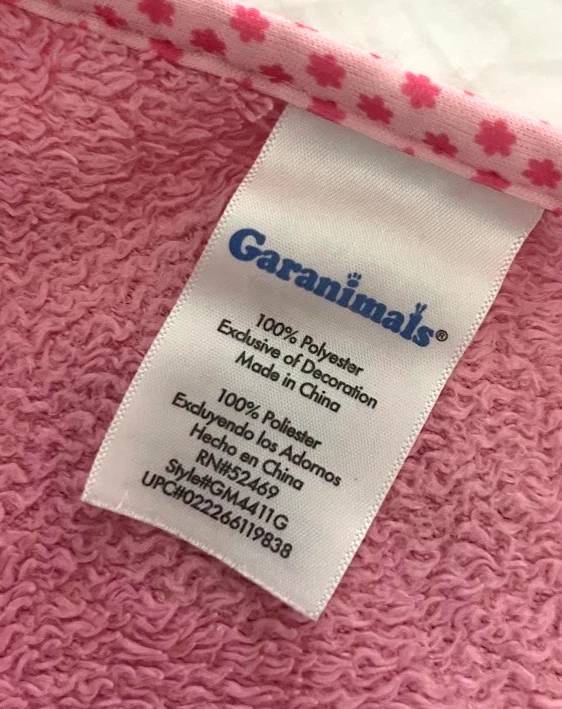 Garanimals®
100% Polyester
Exclusive of Decoration
Made in China
100% Poliester
Excluyendo los Adornos
Hecho en China
RN#52469
Style#GM4411G
UPC#022266119838